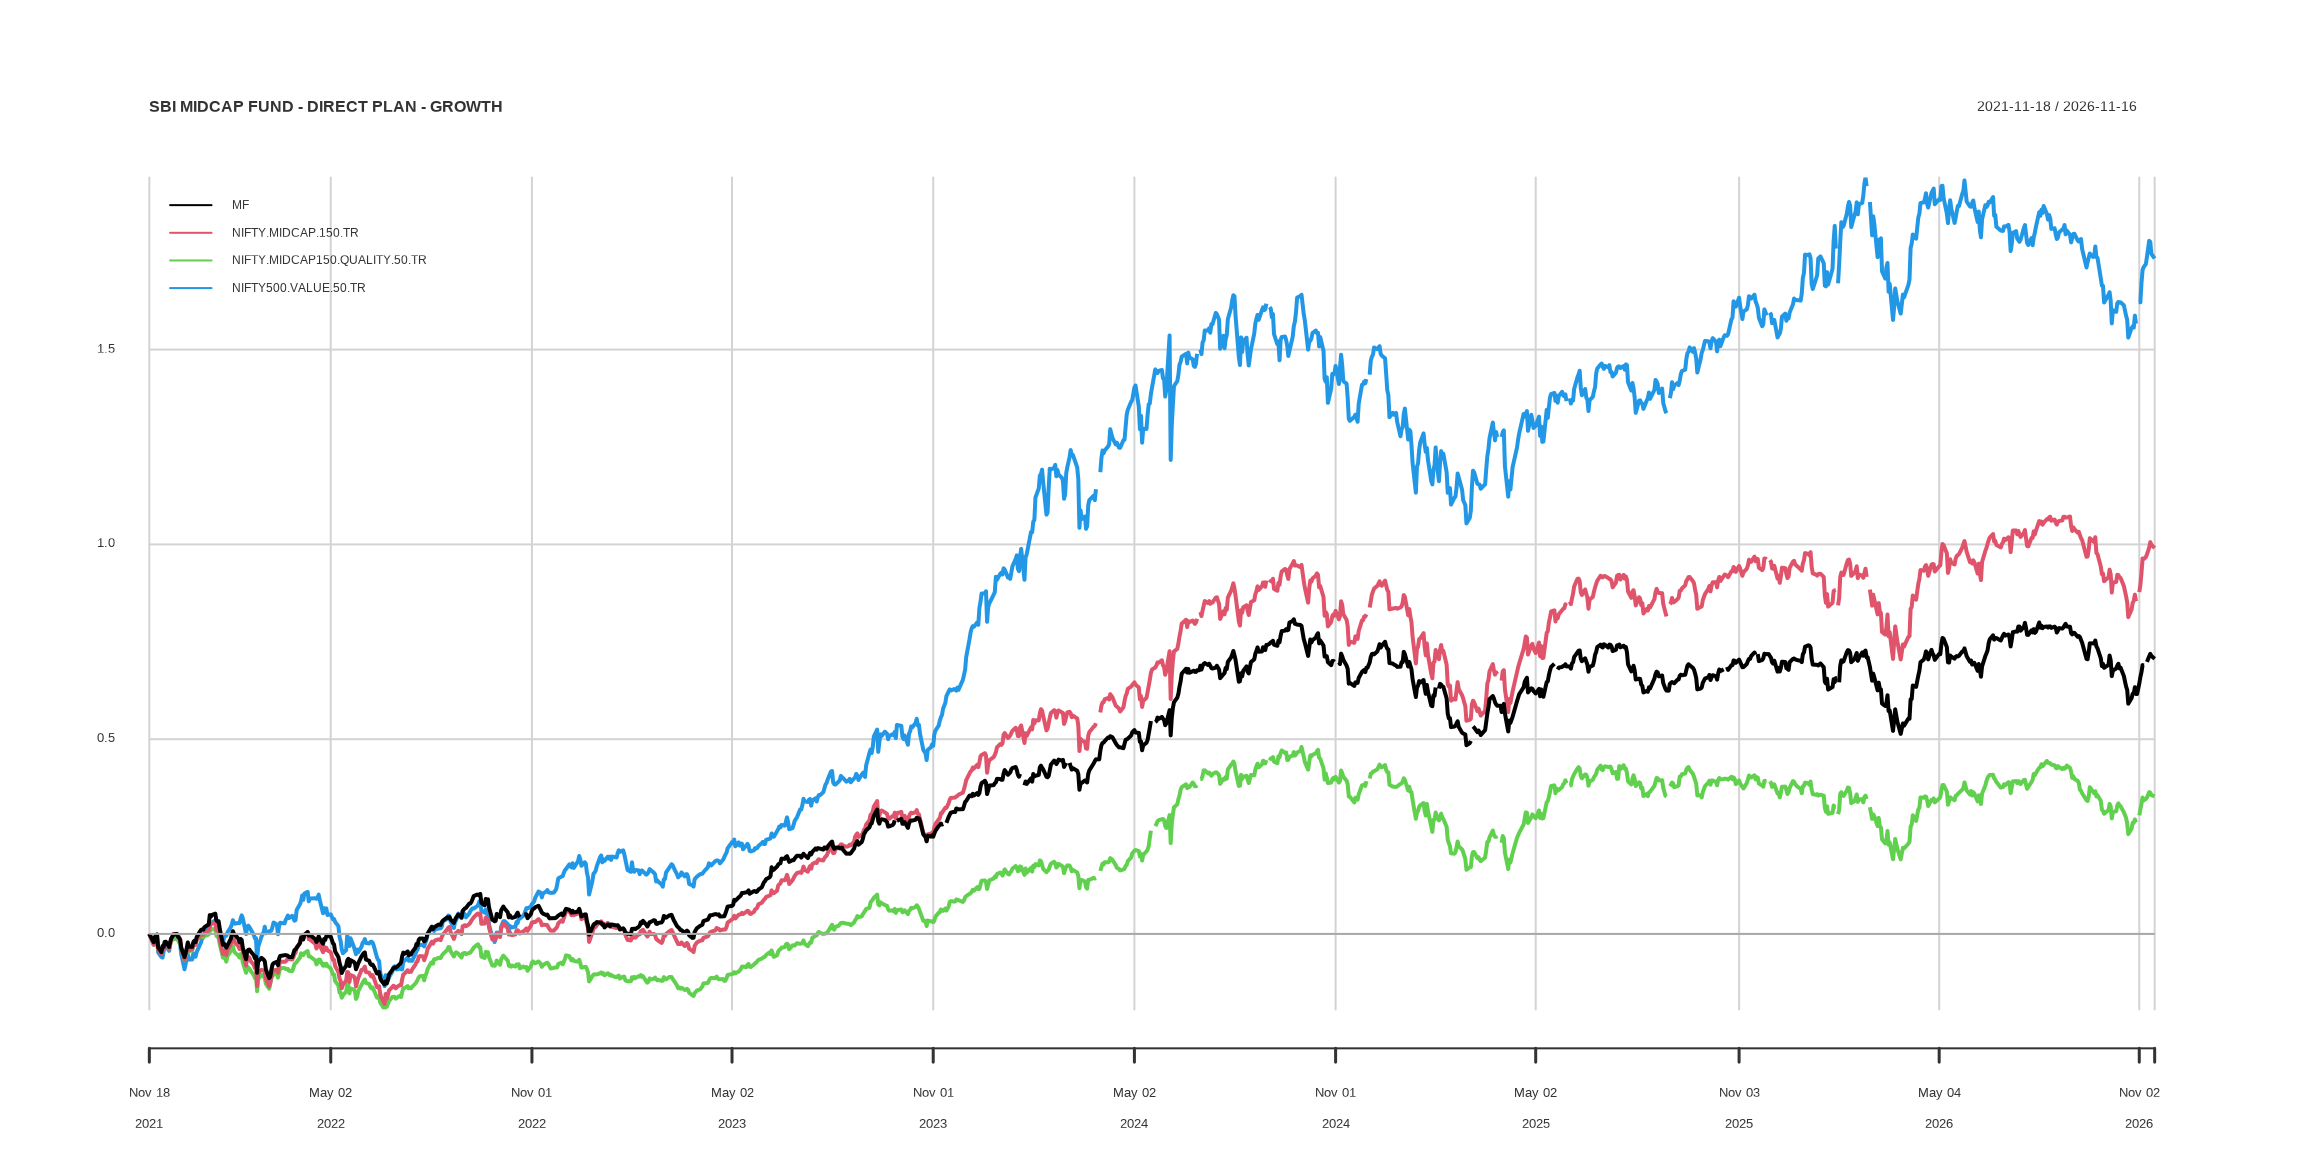 SBI MIDCAP FUND - DIRECT PLAN - GROWTH
2021-11-18 / 2026-11-16
MF
NIFTY.MIDCAP.150.TR
NIFTY.MIDCAP150.QUALITY.50.TR
NIFTY500.VALUE.50.TR
1.5
1.0
0.5
0.0
Nov 18 May 02 Nov 01 May 02 Nov 01 May 02 Nov 01 May 02 Nov 03 May 04 Nov 02
2021 2022 2022 2023 2023 2024 2024 2025 2025 2026 2026